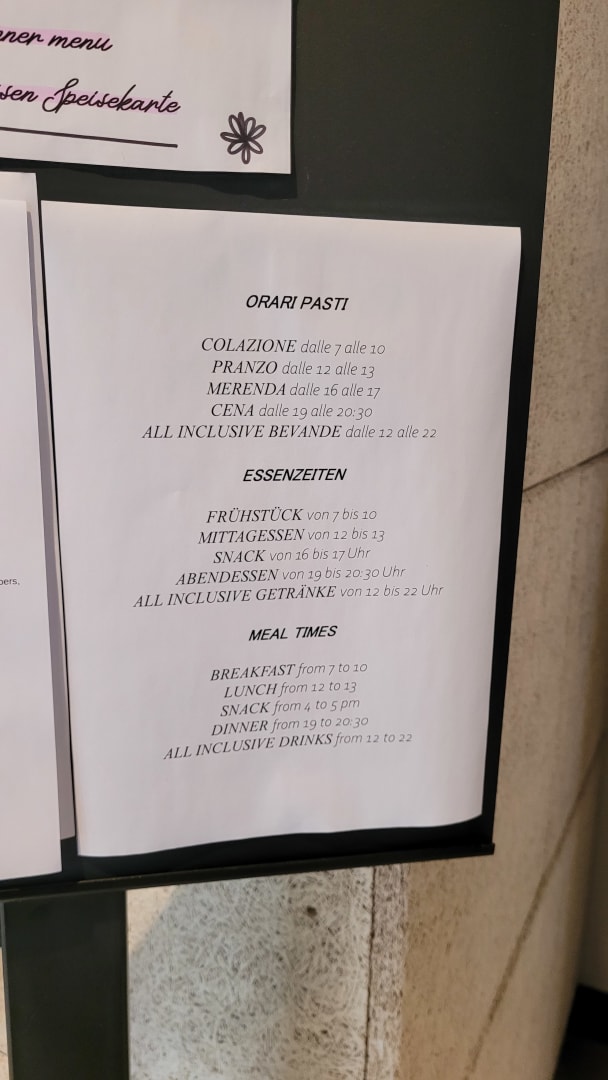 menu
Speisekarte
ORARI PASTI
COLAZIONE dalle 7 alle 10
PRANZO dalle 12 alle 13
MERENDA dalle 16 alle 17
CENA dalle 19 alle 20:30
ALL INCLUSIVE BEVANDE dalle 12 alle 22
ESSENZEITEN
FRÜHSTÜCK von 7 bis 10
MITTAGESSEN von 12 bis 13
SNACK von 16 bis 17 Uhr
ABENDESSEN von 19 bis 20:30 Uhr
ALL INCLUSIVE GETRÄNKE von 12 bis 22 Uhr
MEAL TIMES
BREAKFAST from 7 to 10
LUNCH from 12 to 13
SNACK from 4 to 5 pm
DINNER from 19 to 20:30
ALL INCLUSIVE DRINKS from 12 to 22